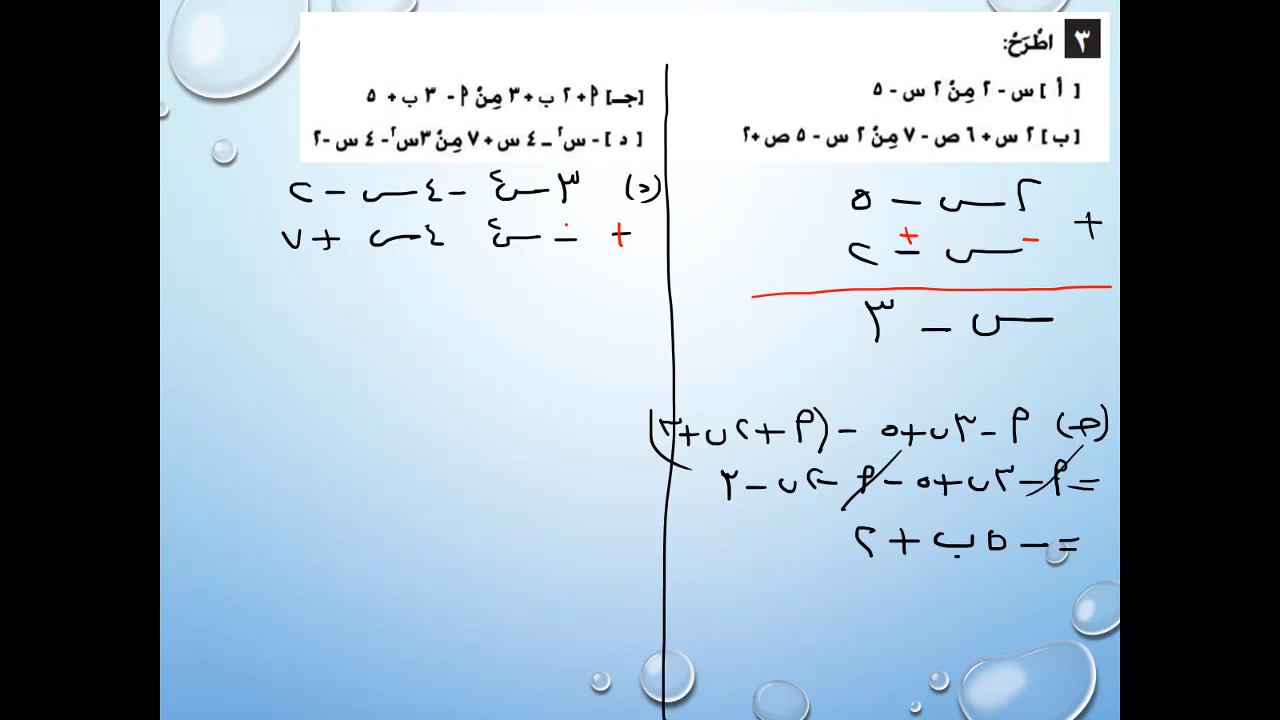 ٣ اطْرَحْ:
[ أ ] س - ٢ مِنْ ٢ س - ٥
[ ب ] ٢ س + ٦ ص - ٧ مِنْ ٢ س - ٥ ص + ٢
[جـ] ٢ + م ب + ٣ مِنْ م - ٣ ب + ٥
[ د ] - س٢ - ٤ س + ٧ مِنْ ٣س٢ - ٤ س - ٢
٢س - ٥
+
- س + - ٢
س - ٣
(جـ) م - ٣ب + ٥ - (م + ٢ب + ٣)
= م - ٣ب + ٥ - م - ٢ب - ٣
= - ٥ب + ٢
(د) ٣س٢ - ٤س - ٢
+ - س٢ ٤س + ٧